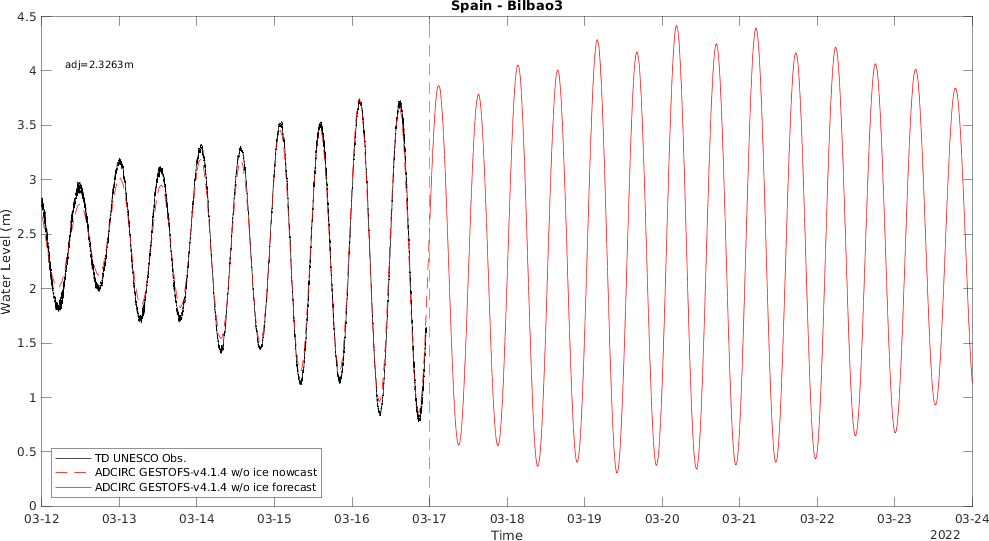 Spain - Bilbao3
4.5
4
3.5
3
2.5
2
1.5
1
0.5
0
Water Level (m)
adj=2.3263m
TD UNESCO Obs.
ADCIRC GESTOFS-v4.1.4 w/o ice nowcast
ADCIRC GESTOFS-v4.1.4 w/o ice forecast
03-12 03-13 03-14 03-15 03-16 03-17 03-18 03-19 03-20 03-21 03-22 03-23 03-24
Time
2022